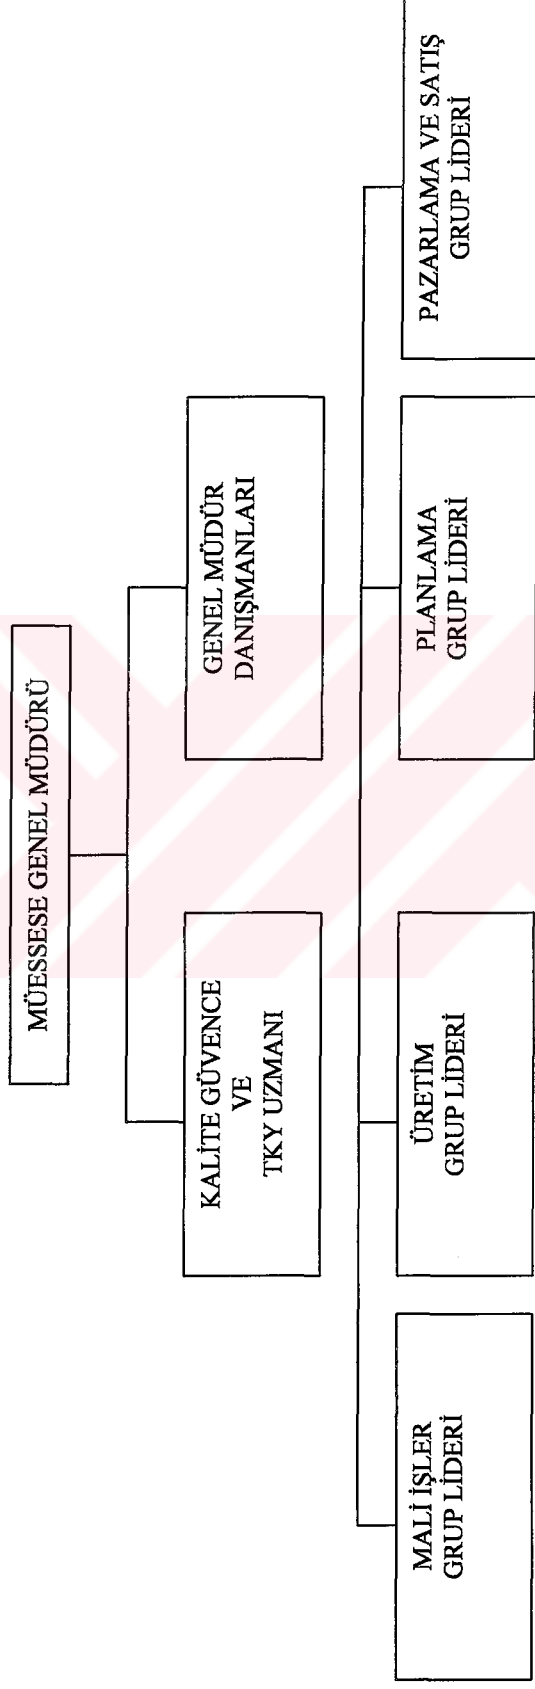 MÜESSESE GENEL MÜDÜRÜ
KALİTE GÜVENCE
VE
TKY UZMANI
GENEL MÜDÜR
DANIŞMANLARI
MALİ İŞLER
GRUP LİDERİ
ÜRETİM
GRUP LİDERİ
PLANLAMA
GRUP LİDERİ
PAZARLAMA VE SATIŞ
GRUP LİDERİ